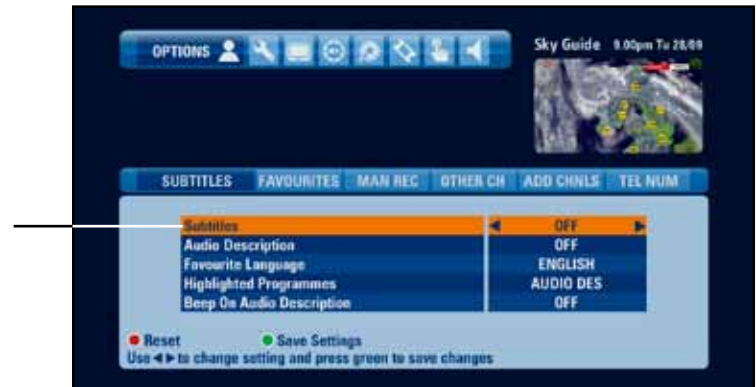 OPTIONS
Sky Guide 9.00pm Tu 28/09
SUBTITLES FAVOURITES MAN REC OTHER CH ADD CHNLS TEL NUM
Subtitles OFF
Audio Description OFF
Favourite Language ENGLISH
Highlighted Programmes AUDIO DES
Beep On Audio Description OFF
Reset Save Settings
Use ◀ ▶ to change setting and press green to save changes